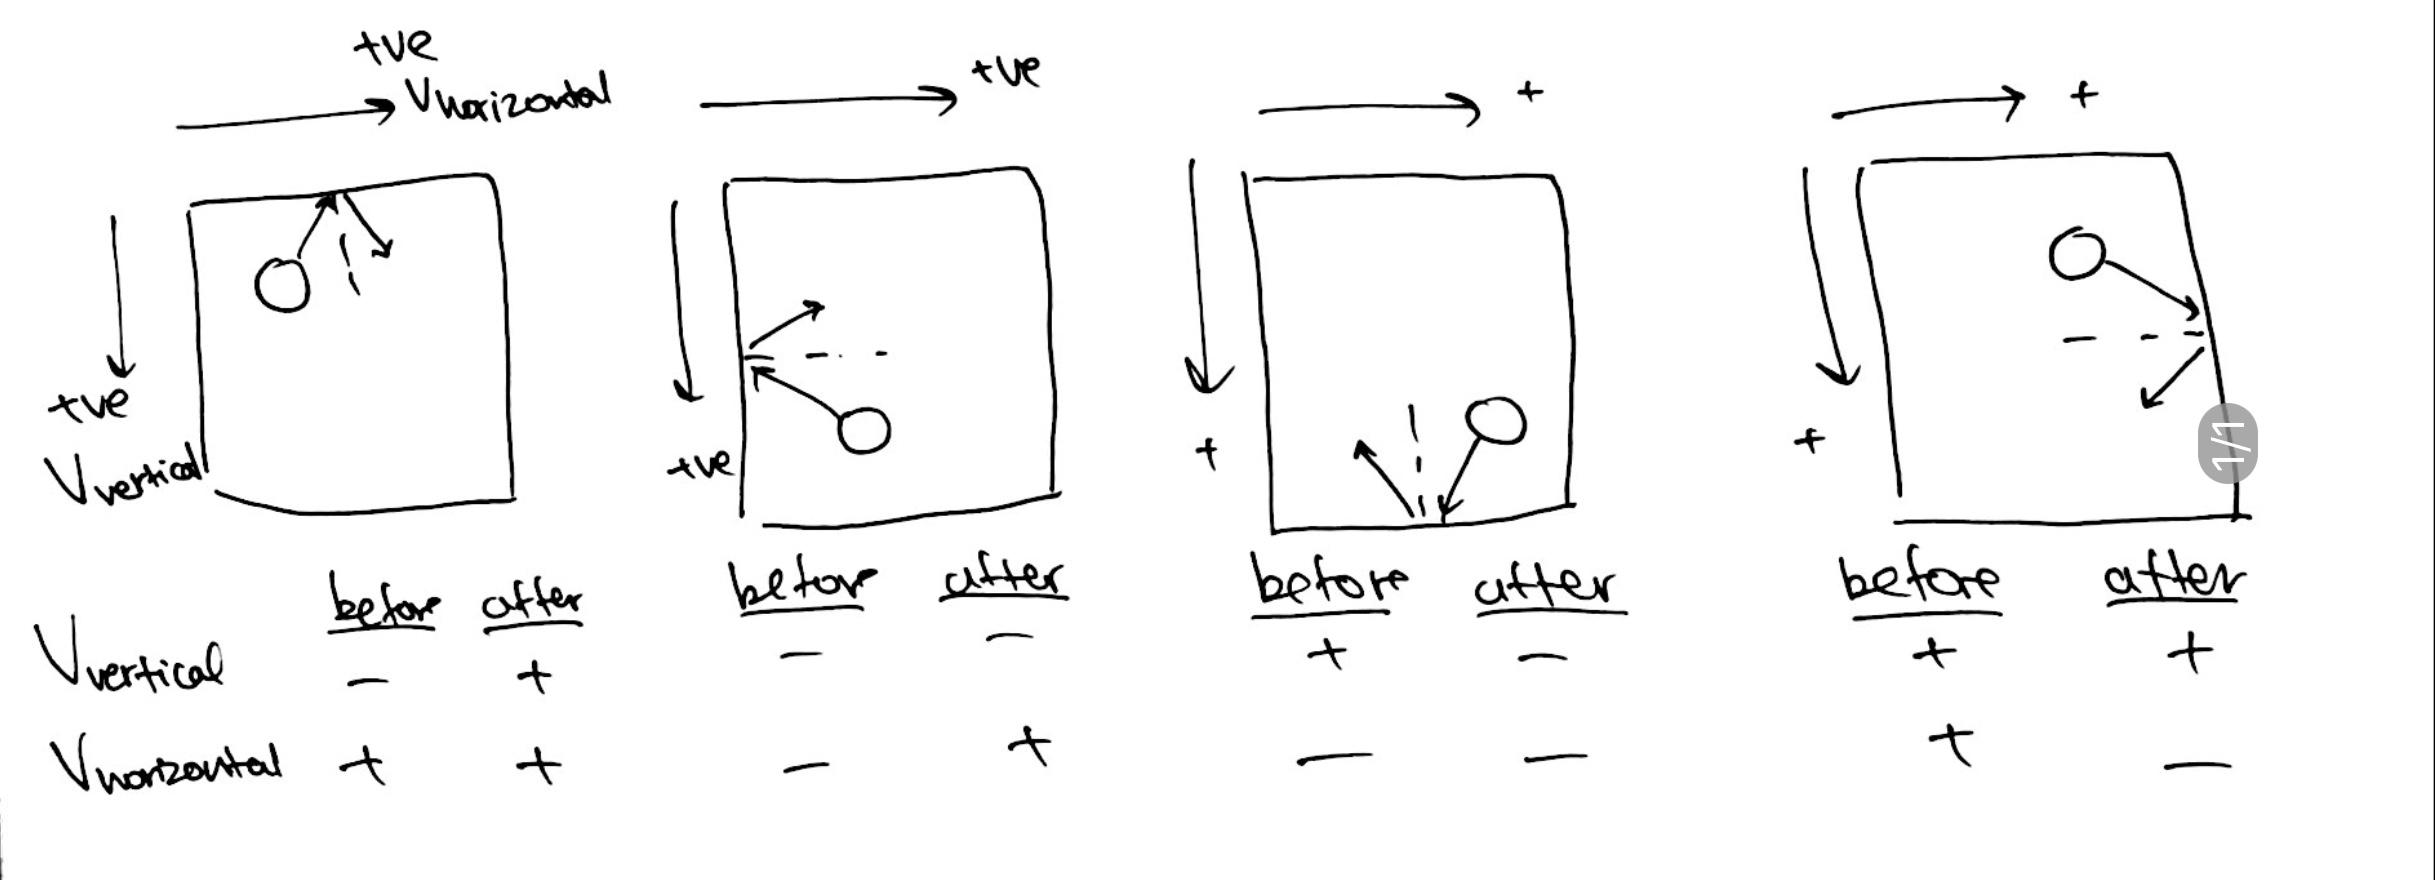 +ve
Vhorizontal
+ve
+
+
+ve
Vvertical
+ve
+
+
1/1
before after before after before after before after
Vvertical − + − − + − + +
Vhorizontal + + − + − − + −